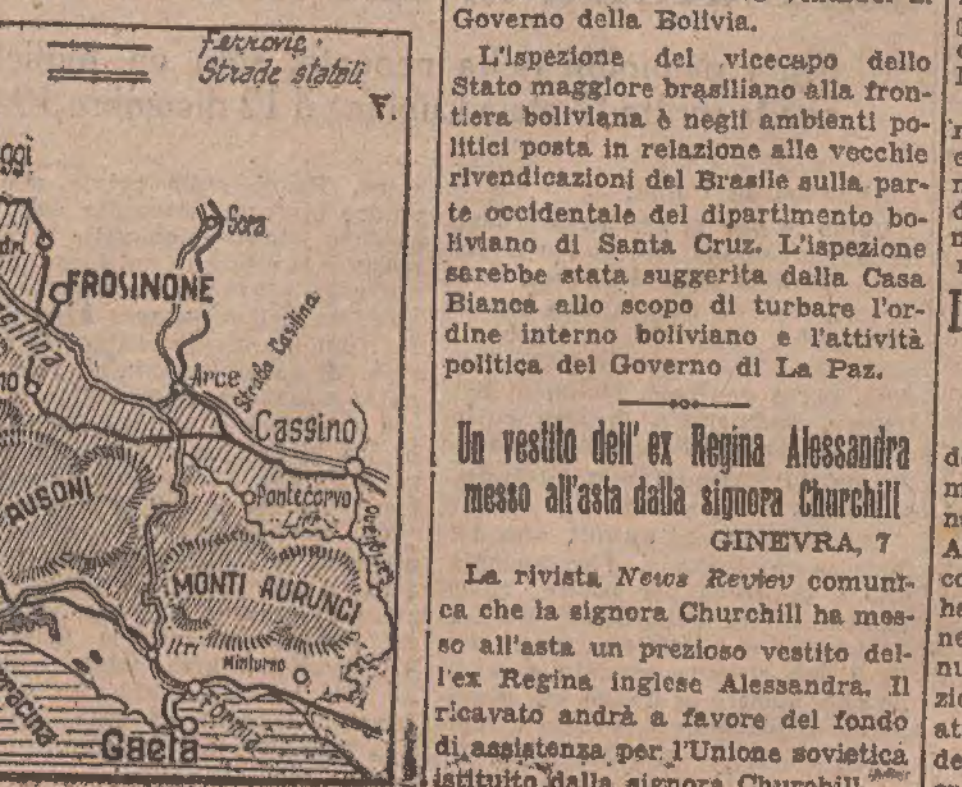 Ferrovie
Strade statali
F.
Sora
FROSINONE
Arce
Strada Casilina
Cassino
AUSONI
Pontecorvo
Liri
MONTI AURUNCI
Itri
Minturno
Formia
Gaeta
Governo della Bolivia.
L'ispezione del vicecapo dello
Stato maggiore brasiliano alla fron-
tiera boliviana è negli ambienti po-
litici posta in relazione alle vecchie
rivendicazioni del Brasile sulla par-
te occidentale del dipartimento bo-
liviano di Santa Cruz. L'ispezione
sarebbe stata suggerita dalla Casa
Bianca allo scopo di turbare l'or-
dine interno boliviano e l'attività
politica del Governo di La Paz.
Un vestito dell' ex Regina Alessandra
messo all'asta dalla signora Churchill
GINEVRA, 7
La rivista News Review comuni-
ca che la signora Churchill ha mes-
so all'asta un prezioso vestito del-
l'ex Regina inglese Alessandra. Il
ricavato andrà a favore del fondo
di assistenza per l'Unione sovietica
istituito dalla signora Churchill